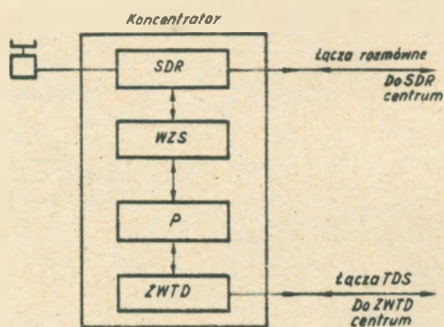 Koncentrator
SDR
Łącza rozmówne
Do SDR
centrum
WZS
P
ZWTD
Łącza TDS
Do ZWTD
centrum